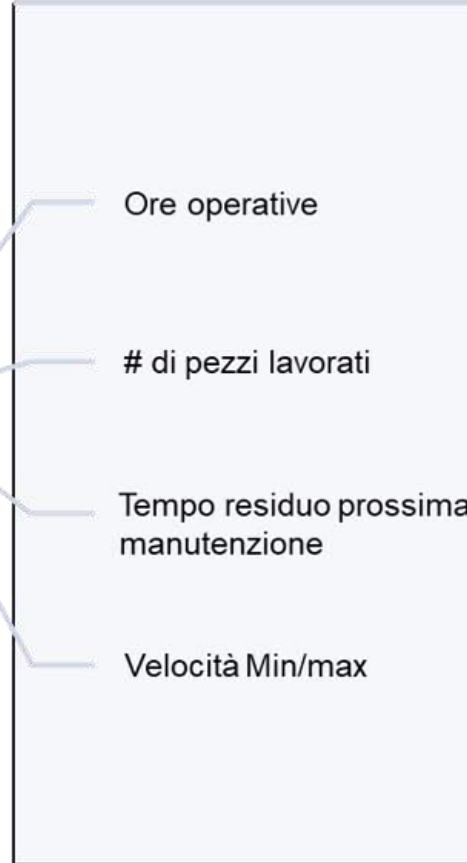 Ore operative
# di pezzi lavorati
Tempo residuo prossima
manutenzione
Velocità Min/max